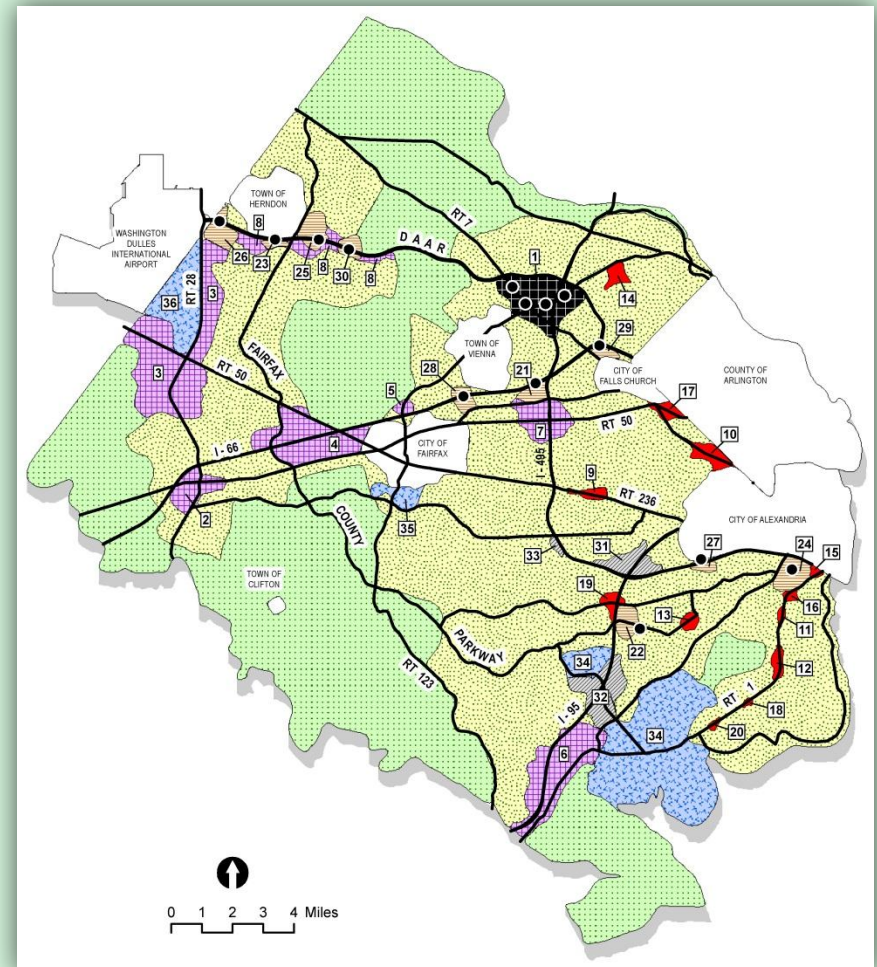 RT 7
TOWN OF
HERNDON
WASHINGTON
DULLES
INTERNATIONAL
AIRPORT
D A A R
8
26
23
25
8
30
8
1
14
36
RT 28
3
3
FAIRFAX
RT 50
TOWN OF
VIENNA
29
28
21
5
CITY OF
FALLS CHURCH
COUNTY OF
ARLINGTON
17
RT 50
10
I - 66
4
CITY OF
FAIRFAX
7
I - 495
9
RT 236
2
35
COUNTY
CITY OF ALEXANDRIA
33
31
27
24
15
TOWN OF
CLIFTON
19
13
16
11
22
PARKWAY
RT 123
34
12
32
RT 1
18
I - 95
34
20
6
0 1 2 3 4 Miles